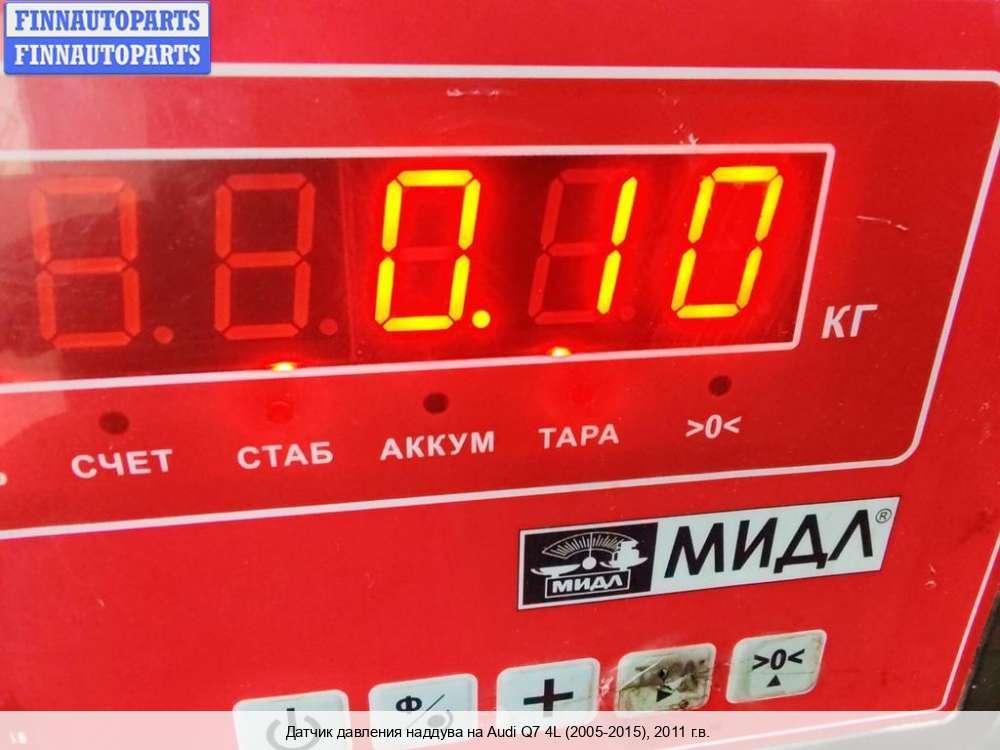 FINNAUTOPARTS
FINNAUTOPARTS
0.10
КГ
СЧЕТ СТАБ АККУМ ТАРА >0<
МИДЛ МИДЛ®
Ф + >0<
Датчик давления наддува на Audi Q7 4L (2005-2015), 2011 г.в.